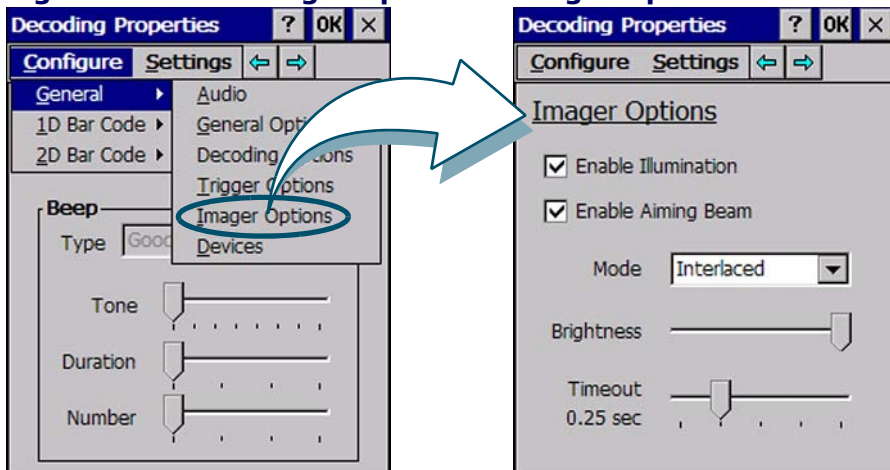 Decoding Properties ? OK ×
Configure Settings
General
1D Bar Code
2D Bar Code
Audio
General
Decoding
Trigger Options
Imager Options
Devices
Beep
Type
Tone
Duration
Number
Decoding Properties ? OK ×
Configure Settings
Imager Options
Enable Illumination
Enable Aiming Beam
Mode Interlaced
Brightness
Timeout
0.25 sec